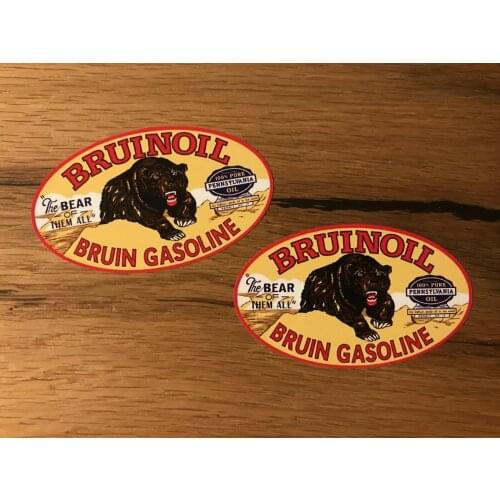 BRUINOIL
"The BEAR
OF
THEM ALL"
100% PURE
PENNSYLVANIA
OIL
BRUIN GASOLINE
BRUINOIL
"The BEAR
OF
THEM ALL"
100% PURE
PENNSYLVANIA
OIL
BRUIN GASOLINE